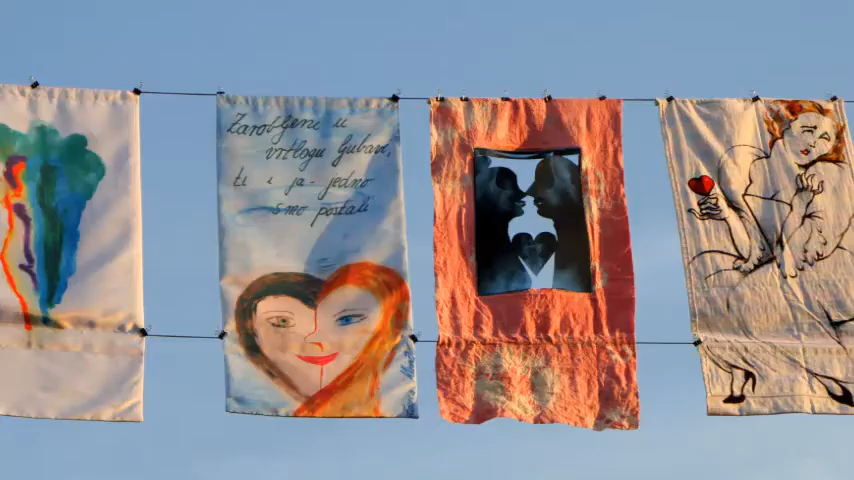 Zarobljeni u
vrtlogu ljubavi,
ti i ja - jedno
smo postali